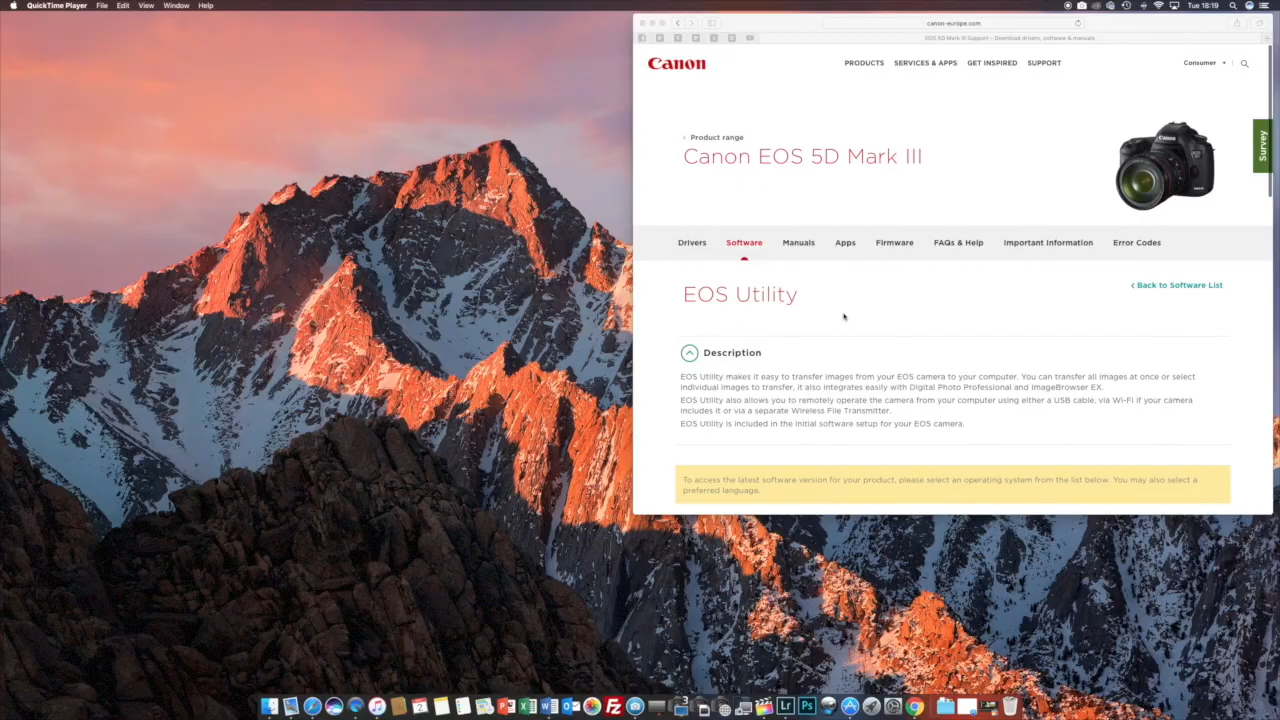 QuickTime Player File Edit View Window Help
Tue 18:19
canon-europe.com
EOS 5D Mark III Support – Download drivers, software & manuals
Canon
PRODUCTS SERVICES & APPS GET INSPIRED SUPPORT
Consumer
Product range
Canon EOS 5D Mark III
Canon
Survey
Drivers Software Manuals Apps Firmware FAQs & Help Important Information Error Codes
EOS Utility
Back to Software List
Description
EOS Utility makes it easy to transfer images from your EOS camera to your computer. You can transfer all images at once or select
individual images to transfer, it also integrates easily with Digital Photo Professional and ImageBrowser EX.
EOS Utility also allows you to remotely operate the camera from your computer using either a USB cable, via Wi-Fi if your camera
includes it or via a separate Wireless File Transmitter.
EOS Utility is included in the initial software setup for your EOS camera.
To access the latest software version for your product, please select an operating system from the list below. You may also select a
preferred language.
Lr Ps